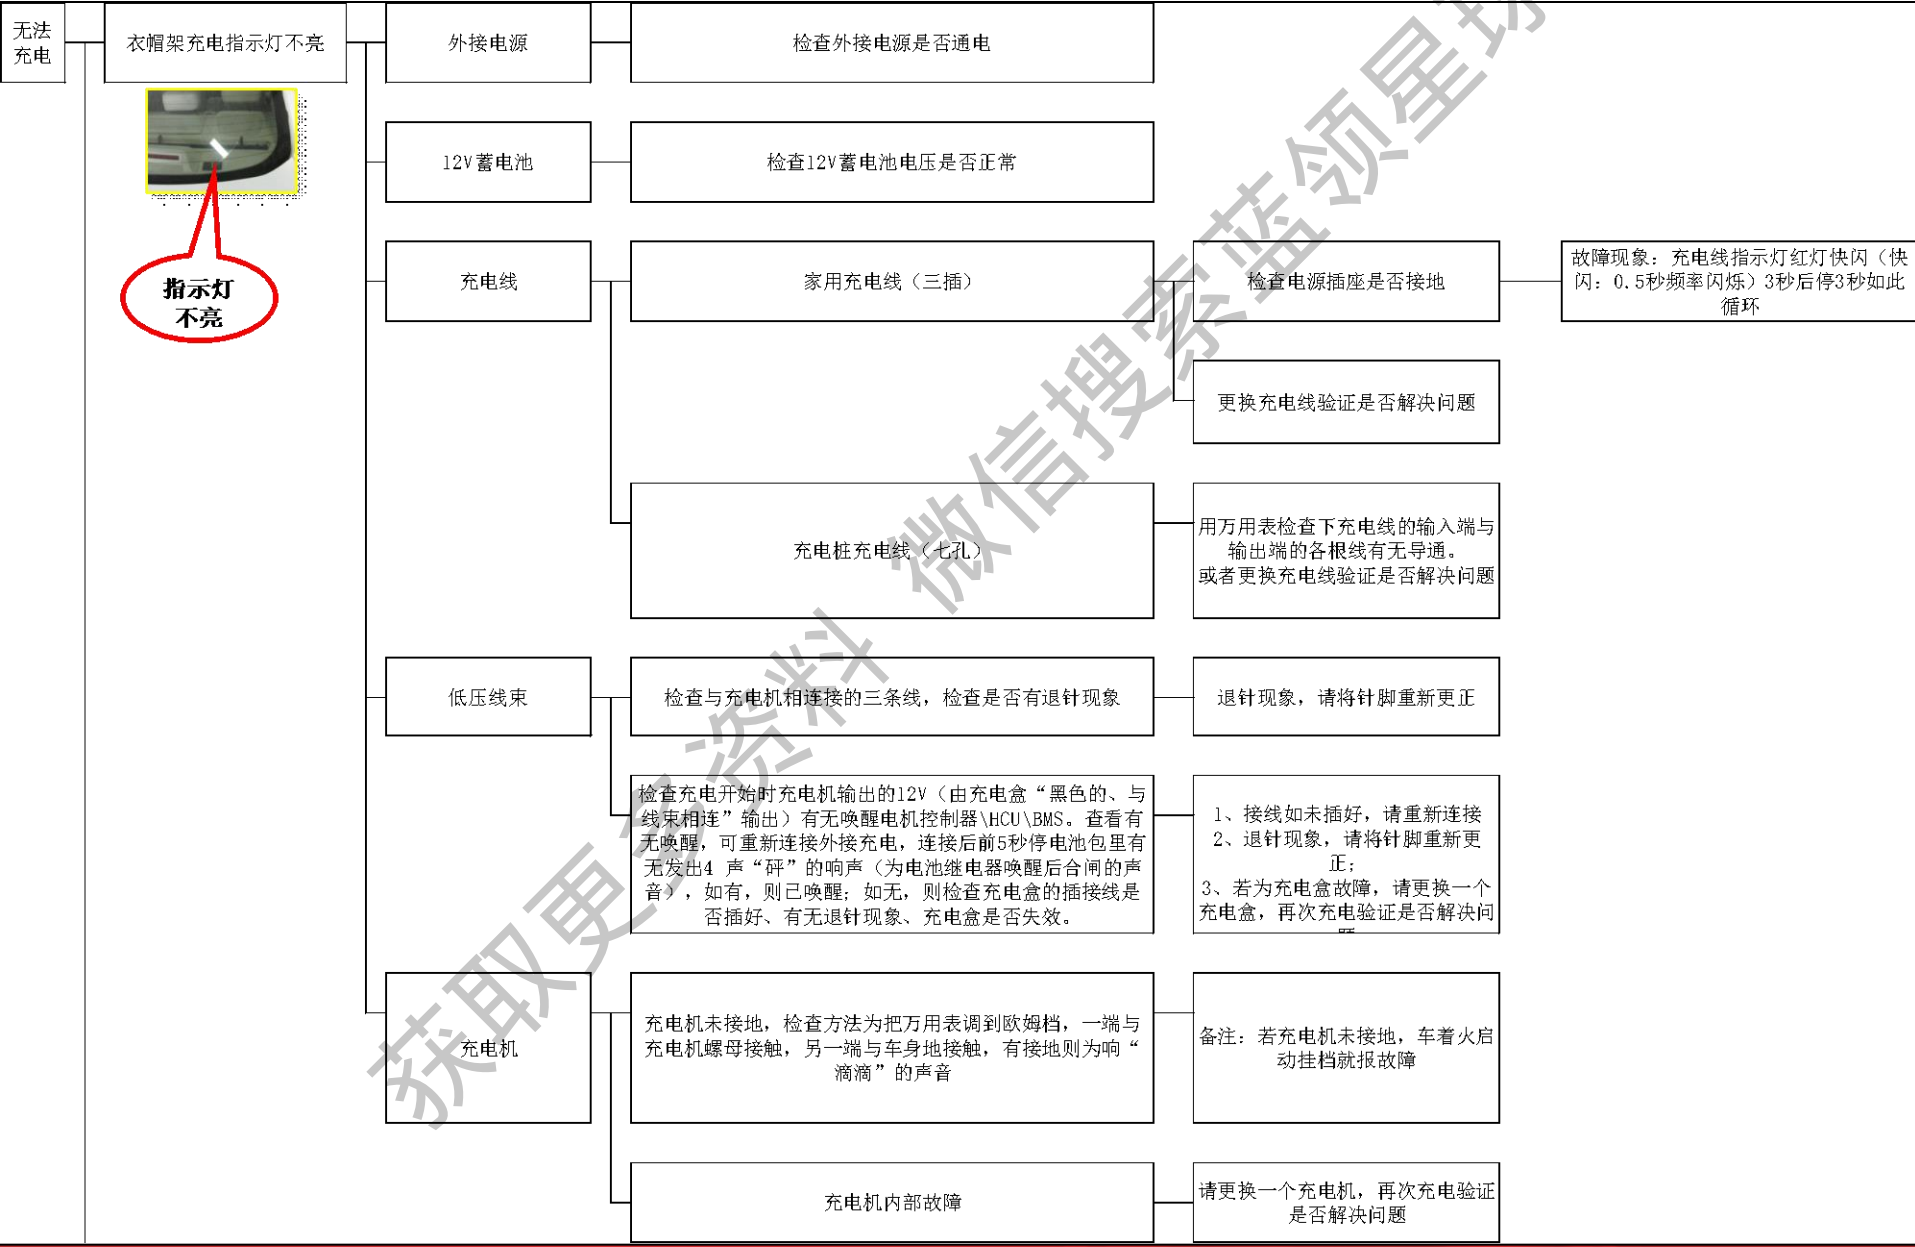 无法
充电
衣帽架充电指示灯不亮
外接电源
检查外接电源是否通电
指示灯
不亮
12V蓄电池
检查12V蓄电池电压是否正常
充电线
家用充电线（三插）
检查电源插座是否接地
故障现象：充电线指示灯红灯快闪（快
闪：0.5秒频率闪烁）3秒后停3秒如此
循环
更换充电线验证是否解决问题
充电桩充电线（七孔）
用万用表检查下充电线的输入端与
输出端的各根线有无导通。
或者更换充电线验证是否解决问题
低压线束
检查与充电机相连接的三条线，检查是否有退针现象
退针现象，请将针脚重新更正
检查充电开始时充电机输出的12V（由充电盒“黑色的、与
线束相连”输出）有无唤醒电机控制器\HCU\BMS。查看有
无唤醒，可重新连接外接充电，连接后前5秒停电池包里有
无发出4 声“砰”的响声（为电池继电器唤醒后合闸的声
音），如有，则已唤醒；如无，则检查充电盒的插接线是
否插好、有无退针现象、充电盒是否失效。
1、接线如未插好，请重新连接
2、退针现象，请将针脚重新更
正；
3、若为充电盒故障，请更换一个
充电盒，再次充电验证是否解决问
充电机
充电机未接地，检查方法为把万用表调到欧姆档，一端与
充电机螺母接触，另一端与车身地接触，有接地则为响“
滴滴”的声音
备注：若充电机未接地，车着火启
动挂档就报故障
充电机内部故障
请更换一个充电机，再次充电验证
是否解决问题
获取更多资料 微信搜索蓝领星球